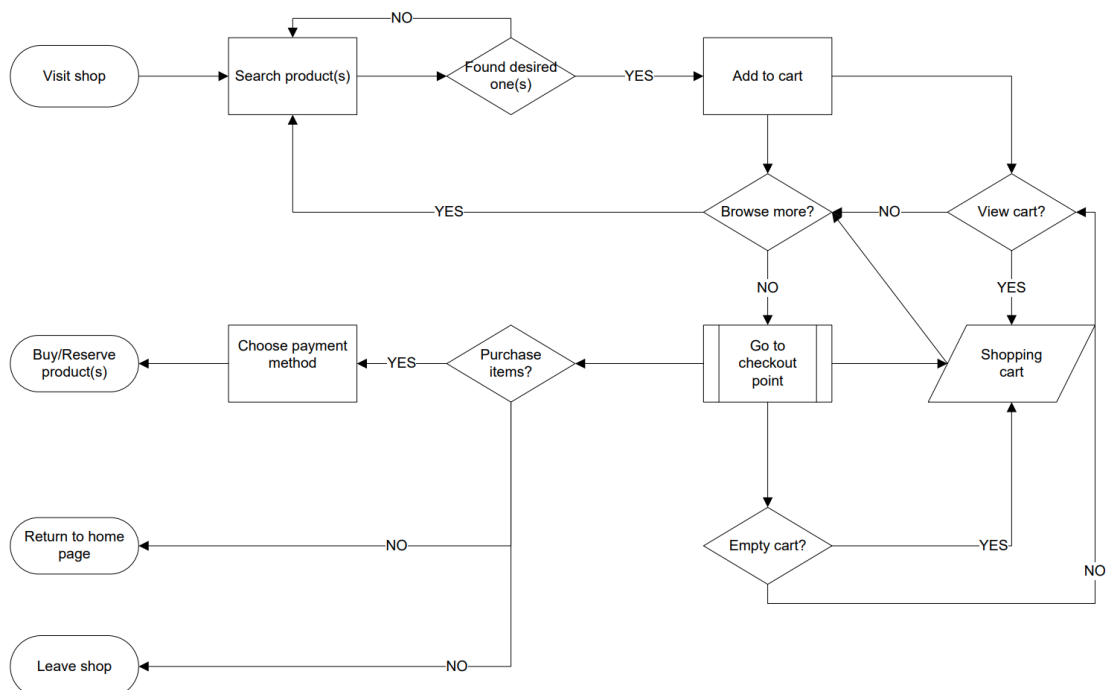 NO
Visit shop
Search product(s)
Found desired
one(s)
YES
Add to cart
YES
Browse more?
NO
View cart?
NO
YES
Buy/Reserve
product(s)
Choose payment
method
YES
Purchase
items?
Go to
checkout
point
Shopping
cart
Return to home
page
NO
Empty cart?
YES
NO
Leave shop
NO